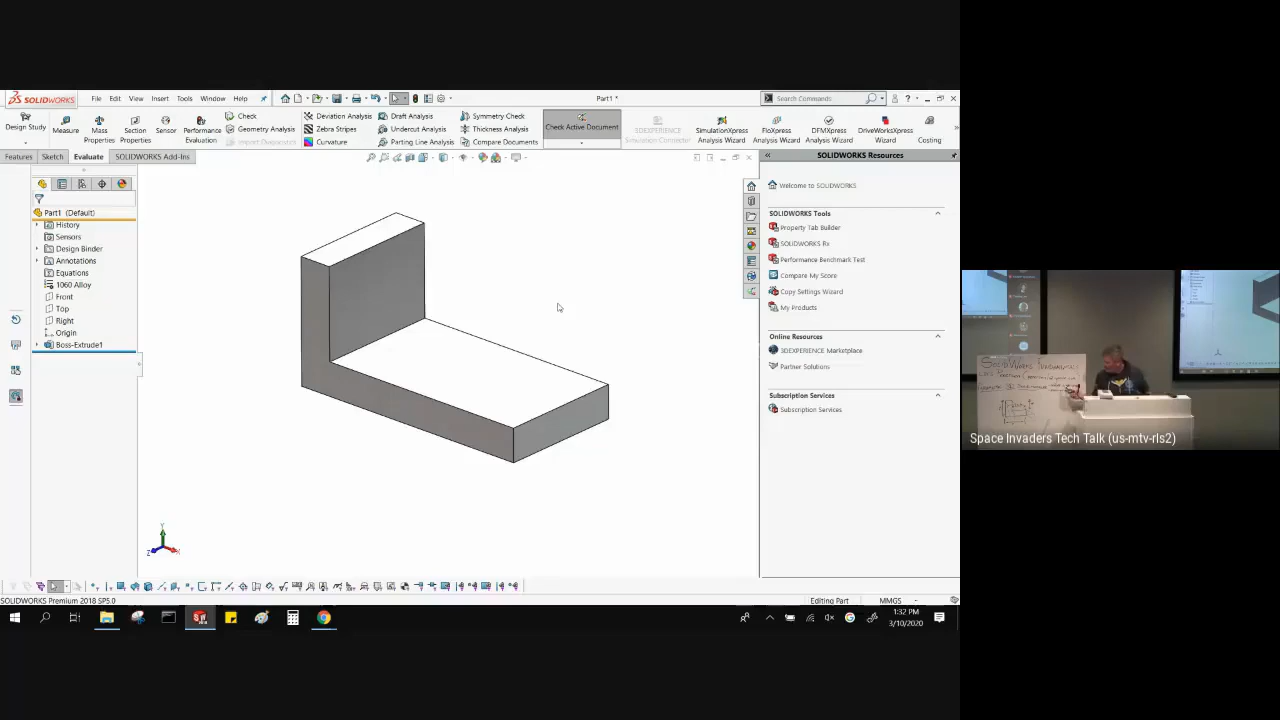 SOLIDWORKS
File Edit View Insert Tools Window Help
Part1 *
Search Commands
Design Study
Measure
Mass Properties
Section Properties
Sensor
Performance Evaluation
Check
Geometry Analysis
Import Diagnostics
Deviation Analysis
Zebra Stripes
Curvature
Draft Analysis
Undercut Analysis
Parting Line Analysis
Symmetry Check
Thickness Analysis
Compare Documents
Check Active Document
3DEXPERIENCE Simulation Connector
SimulationXpress Analysis Wizard
FloXpress Analysis Wizard
DFMXpress Analysis Wizard
DriveWorksXpress Wizard
Costing
Features Sketch Evaluate SOLIDWORKS Add-Ins
SOLIDWORKS Resources
Part1 (Default)
History
Sensors
Design Binder
Annotations
Equations
1060 Alloy
Front
Top
Right
Origin
Boss-Extrude1
Welcome to SOLIDWORKS
SOLIDWORKS Tools
Property Tab Builder
SOLIDWORKS Rx
Performance Benchmark Test
Compare My Score
Copy Settings Wizard
My Products
Online Resources
3DEXPERIENCE Marketplace
Partner Solutions
Subscription Services
Subscription Services
Y
Z
SOLIDWORKS Premium 2018 SP5.0
Editing Part
MMGS
1:32 PM
3/10/2020
SOLIDWORKS FUNDAMENTALS
Space Invaders Tech Talk (us-mtv-rls2)